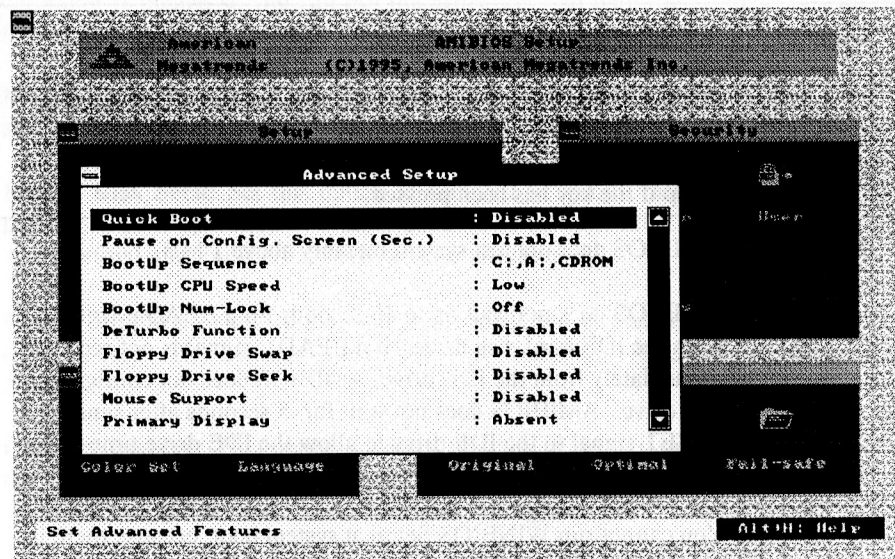 American AMIBIOS Setup
Megatrends (C)1995, American Megatrends Inc.
Setup Security
Advanced Setup
Quick Boot : Disabled
User
Pause on Config. Screen (Sec.) : Disabled
BootUp Sequence : C:,A:,CDROM
BootUp CPU Speed : Low
BootUp Num-Lock : Off
DeTurbo Function : Disabled
Floppy Drive Swap : Disabled
Floppy Drive Seek : Disabled
Mouse Support : Disabled
Primary Display : Absent
Color Set Language Original Optimal Fail-safe
Set Advanced Features Alt+H: Help